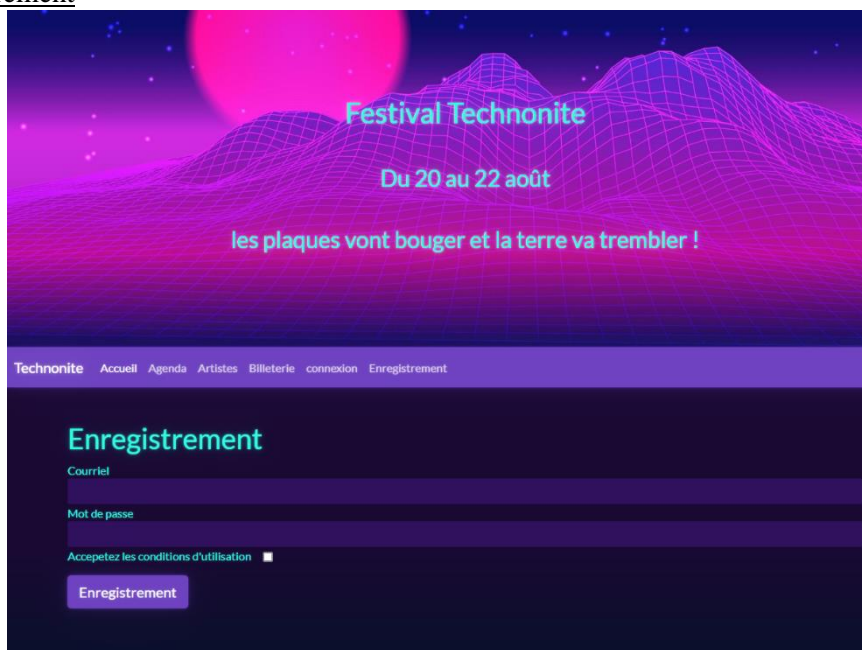 Festival Technonite
Du 20 au 22 août
les plaques vont bouger et la terre va trembler !
Technonite Accueil Agenda Artistes Billeterie connexion Enregistrement
Enregistrement
Courriel
Mot de passe
Accepetez les conditions d'utilisation
Enregistrement